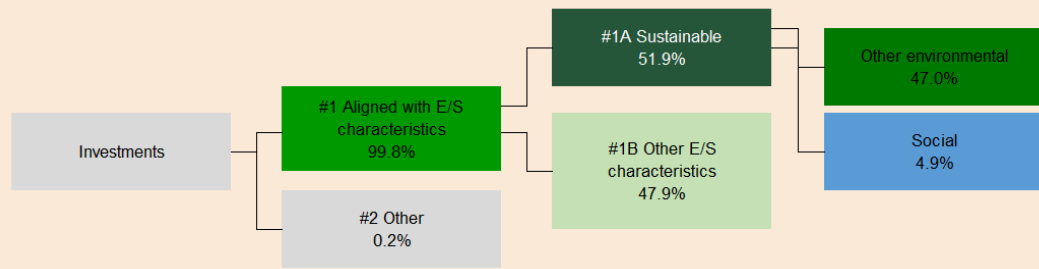 Investments
#1 Aligned with E/S
characteristics
99.8%
#2 Other
0.2%
#1A Sustainable
51.9%
#1B Other E/S
characteristics
47.9%
Other environmental
47.0%
Social
4.9%